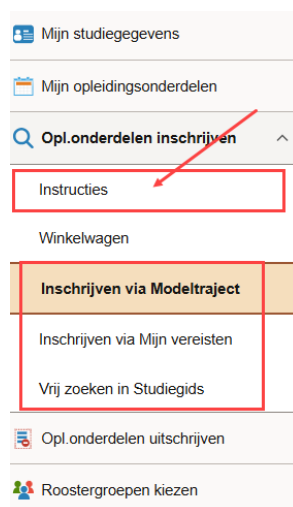 Mijn studiegegevens
Mijn opleidingsonderdelen
Opl.onderdelen inschrijven
Instructies
Winkelwagen
Inschrijven via Modeltraject
Inschrijven via Mijn vereisten
Vrij zoeken in Studiegids
Opl.onderdelen uitschrijven
Roostergroepen kiezen